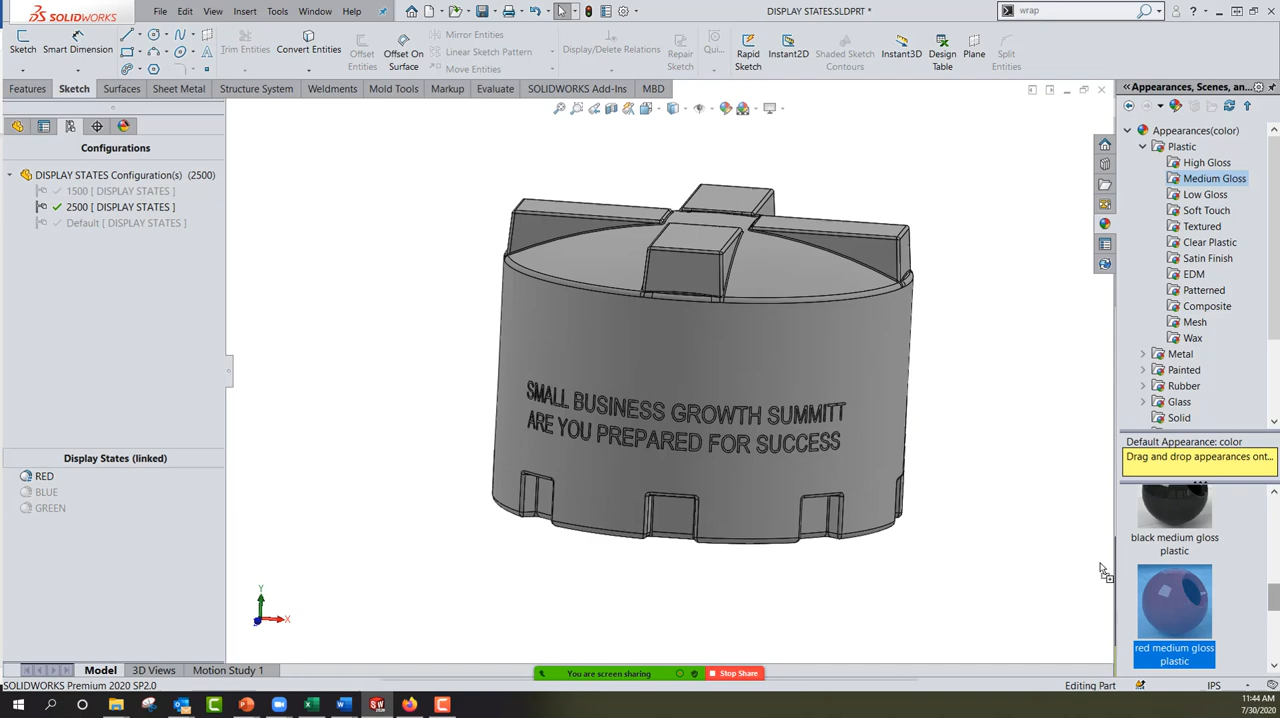 SOLIDWORKS
File Edit View Insert Tools Window Help
DISPLAY STATES.SLDPRT *
wrap
Sketch
Smart Dimension
Trim Entities
Convert Entities
Offset Entities
Offset On Surface
Mirror Entities
Linear Sketch Pattern
Move Entities
Display/Delete Relations
Repair Sketch
Qui...
Rapid Sketch
Instant2D
Shaded Sketch Contours
Instant3D
Design Table
Plane
Split Entities
Features Sketch Surfaces Sheet Metal Structure System Weldments Mold Tools Markup Evaluate SOLIDWORKS Add-Ins MBD
Configurations
DISPLAY STATES Configuration(s) (2500)
1500 [ DISPLAY STATES ]
2500 [ DISPLAY STATES ]
Default [ DISPLAY STATES ]
Display States (linked)
RED
BLUE
GREEN
SMALL BUSINESS GROWTH SUMMITT
ARE YOU PREPARED FOR SUCCESS
Y
X
Appearances, Scenes, an...
Appearances(color)
Plastic
High Gloss
Medium Gloss
Low Gloss
Soft Touch
Textured
Clear Plastic
Satin Finish
EDM
Patterned
Composite
Mesh
Wax
Metal
Painted
Rubber
Glass
Solid
Default Appearance: color
Drag and drop appearances ont...
black medium gloss
plastic
red medium gloss
plastic
Model 3D Views Motion Study 1
You are screen sharing
Stop Share
SOLIDWORKS Premium 2020 SP2.0
Editing Part
IPS
11:44 AM
7/30/2020